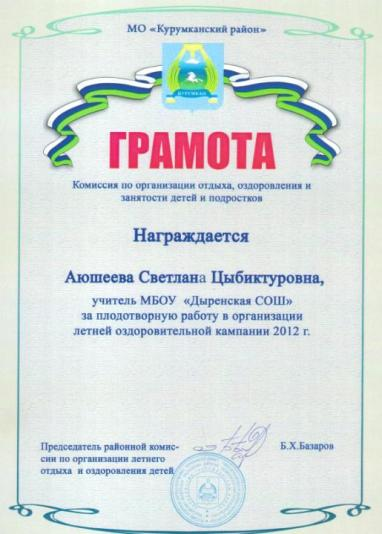 МО «Курумканский район»
КУРУМКАН
ГРАМОТА
Комиссия по организации отдыха, оздоровления и
занятости детей и подростков
Награждается
Аюшеева Светлана Цыбиктуровна,
учитель МБОУ «Дыренская СОШ»
за плодотворную работу в организации
летней оздоровительной кампании 2012 г.
Председатель районной комис-
сии по организации летнего
отдыха и оздоровления детей
Б.Х.Базаров